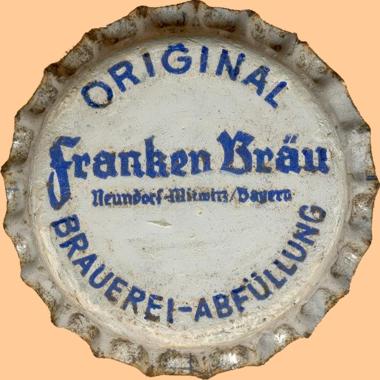 ORIGINAL
Franken Bräu
Neundorf-Mitwitz/Bayern
BRAUEREI-ABFÜLLUNG